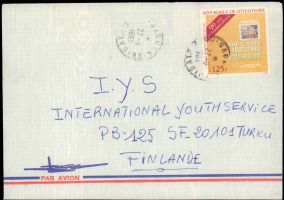 REPUBLIQUE DE COTE D'IVOIRE
125F
I.Y.S
INTERNATIONAL YOUTH SERVICE
PB-125 SF.20101 TURKU
FINLANDE
PAR AVION